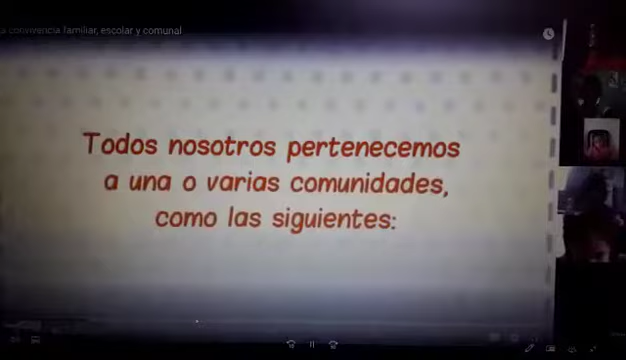 a convivencia familiar, escolar y comunal
Todos nosotros pertenecemos
a una o varias comunidades,
como las siguientes: